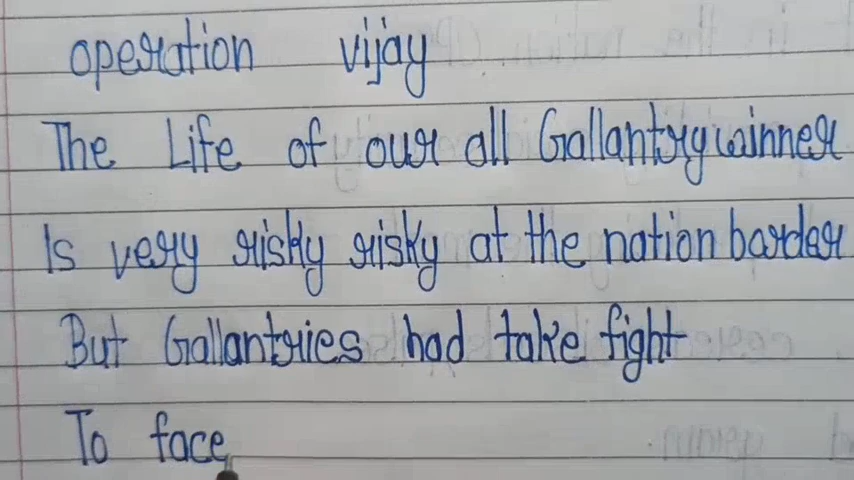 operation vijay
The Life of our all Gallantry winner
Is very risky risky at the nation barder
But Gallantries had take fight
To face